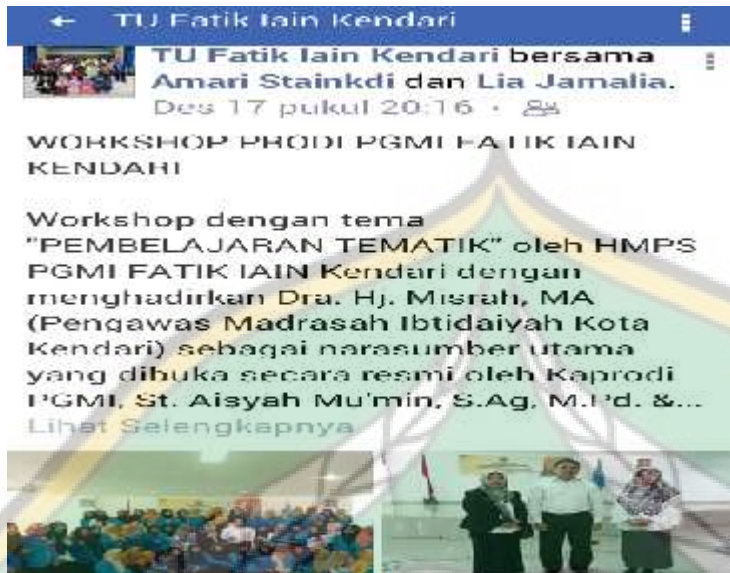 TU Fatik Iain Kendari
TU Fatik Iain Kendari bersama
Amari Stainkdi dan Lia Jamalia.
Des 17 pukul 20:16 ·
WORKSHOP PRODI PGMI FATIK IAIN
KENDARI
Workshop dengan tema
"PEMBELAJARAN TEMATIK" oleh HMPS
PGMI FATIK IAIN Kendari dengan
menghadirkan Dra. Hj. Misrah, MA
(Pengawas Madrasah Ibtidaiyah Kota
Kendari) sebagai narasumber utama
yang dibuka secara resmi oleh Kaprodi
PGMI, St. Aisyah Mu'min, S.Ag, M.Pd. &...
Lihat Selengkapnya